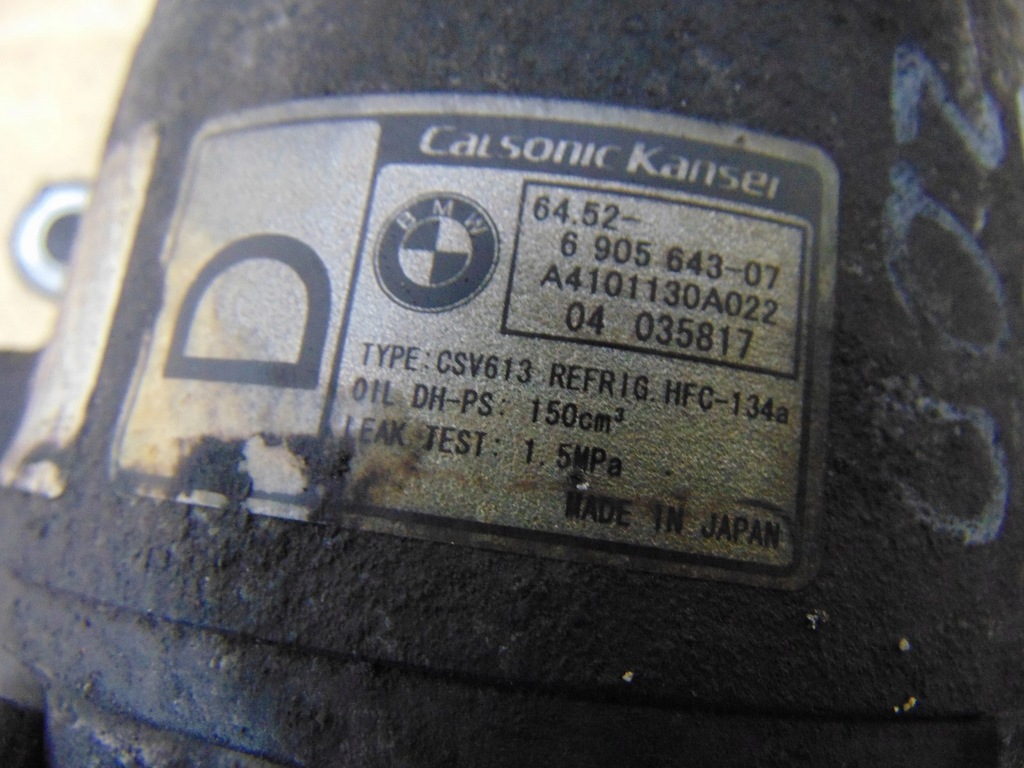 Calsonic Kansei
D
BMW
64.52-
6 905 643-07
A4101130A022
04 035817
TYPE:CSV613 REFRIG.HFC-134a
OIL DH-PS: 150cm³
LEAK TEST: 1.5MPa
MADE IN JAPAN